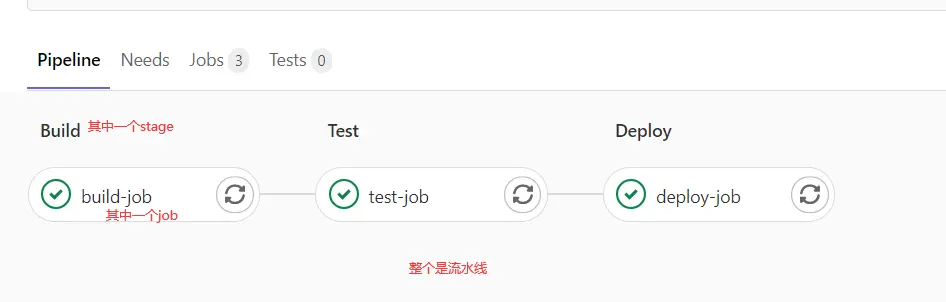 Pipeline Needs Jobs 3 Tests 0
Build 其中一个stage Test Deploy
build-job test-job deploy-job
其中一个job
整个是流水线